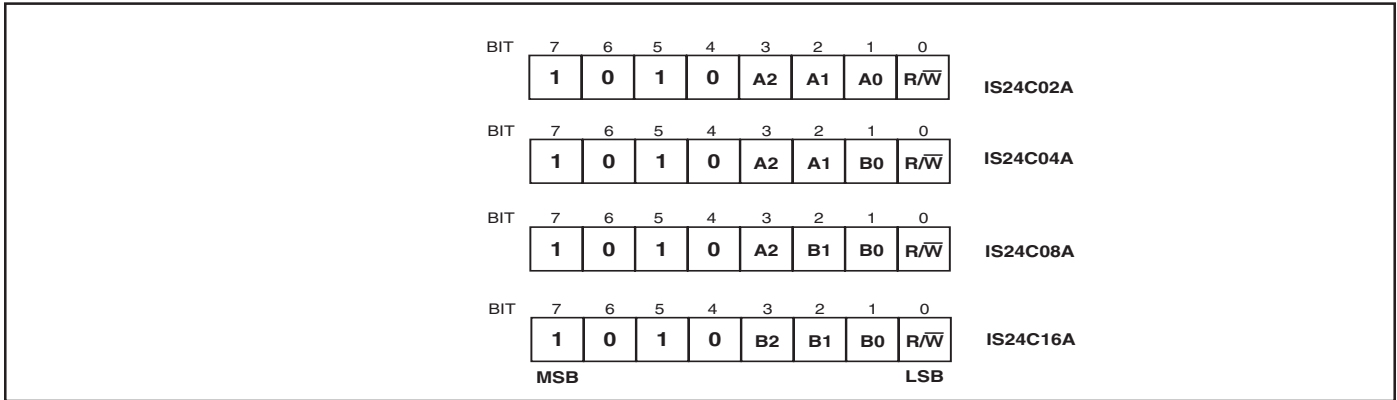 BIT 7 6 5 4 3 2 1 0
1 0 1 0 A2 A1 A0 R/W̅ IS24C02A
BIT 7 6 5 4 3 2 1 0
1 0 1 0 A2 A1 B0 R/W̅ IS24C04A
BIT 7 6 5 4 3 2 1 0
1 0 1 0 A2 B1 B0 R/W̅ IS24C08A
BIT 7 6 5 4 3 2 1 0
1 0 1 0 B2 B1 B0 R/W̅ IS24C16A
MSB LSB